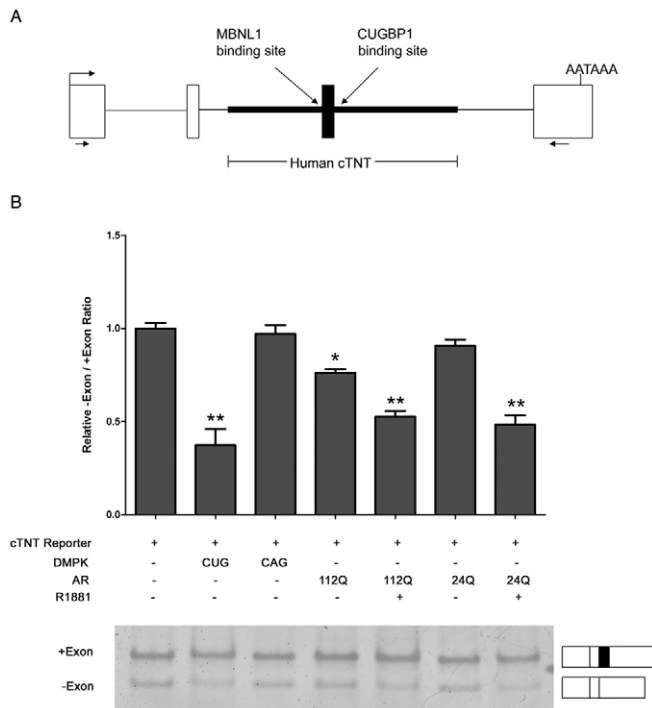 A
MBNL1
binding site
CUGBP1
binding site
AATAAA
Human cTNT
B
Relative -Exon / +Exon Ratio
1.5
1.0
0.5
0.0
*
**
**
**
cTNT Reporter + + + + + + +
DMPK - CUG CAG - - - -
AR - - - 112Q 112Q 24Q 24Q
R1881 - - - - + - +
+Exon
-Exon